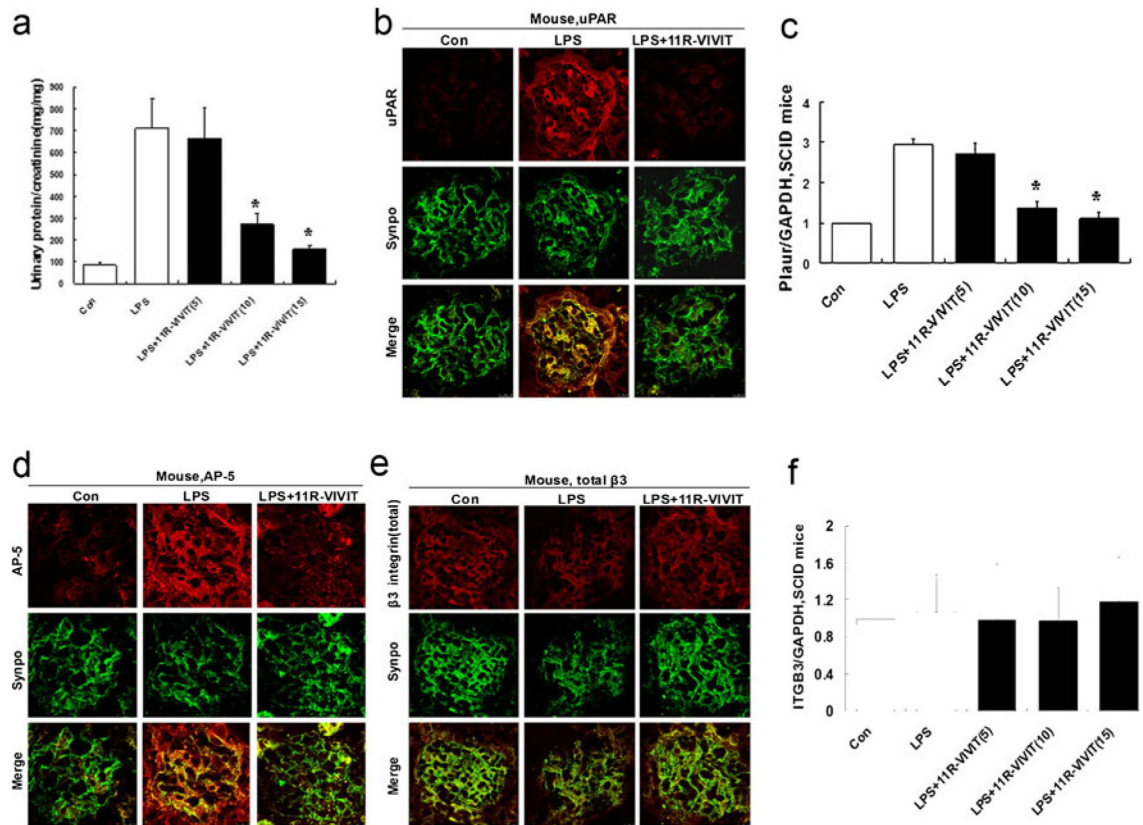 a
Urinary protein/creatinine(mg/mg)
900
800
700
600
500
400
300
200
100
0
*
*
Con
LPS
LPS+11R-VIVIT(5)
LPS+11R-VIVIT(10)
LPS+11R-VIVIT(15)
b
Mouse,uPAR
Con LPS LPS+11R-VIVIT
uPAR
Synpo
Merge
c
Plaur/GAPDH,SCID mice
4
3
2
1
0
*
*
Con
LPS
LPS+11R-VIVIT(5)
LPS+11R-VIVIT(10)
LPS+11R-VIVIT(15)
d
Mouse,AP-5
Con LPS LPS+11R-VIVIT
AP-5
Synpo
Merge
e
Mouse, total β3
Con LPS LPS+11R-VIVIT
β3 integrin(total)
Synpo
Merge
f
ITGB3/GAPDH,SCID mice
2
1.6
1.2
0.8
0.4
0
Con
LPS
LPS+11R-VIVIT(5)
LPS+11R-VIVIT(10)
LPS+11R-VIVIT(15)